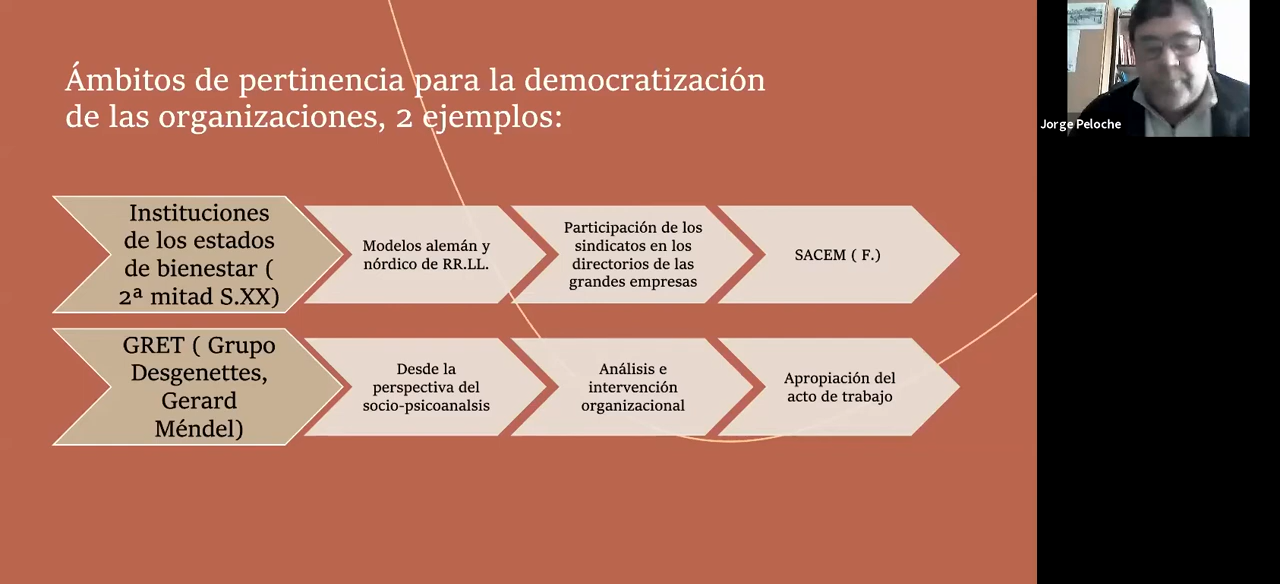 Ámbitos de pertinencia para la democratización
de las organizaciones, 2 ejemplos:
Instituciones
de los estados
de bienestar (
2ª mitad S.XX)
Modelos alemán y
nórdico de RR.LL.
Participación de los
sindicatos en los
directorios de las
grandes empresas
SACEM ( F.)
GRET ( Grupo
Desgenettes,
Gerard
Méndel)
Desde la
perspectiva del
socio-psicoanalsis
Análisis e
intervención
organizacional
Apropiación del
acto de trabajo
Jorge Peloche